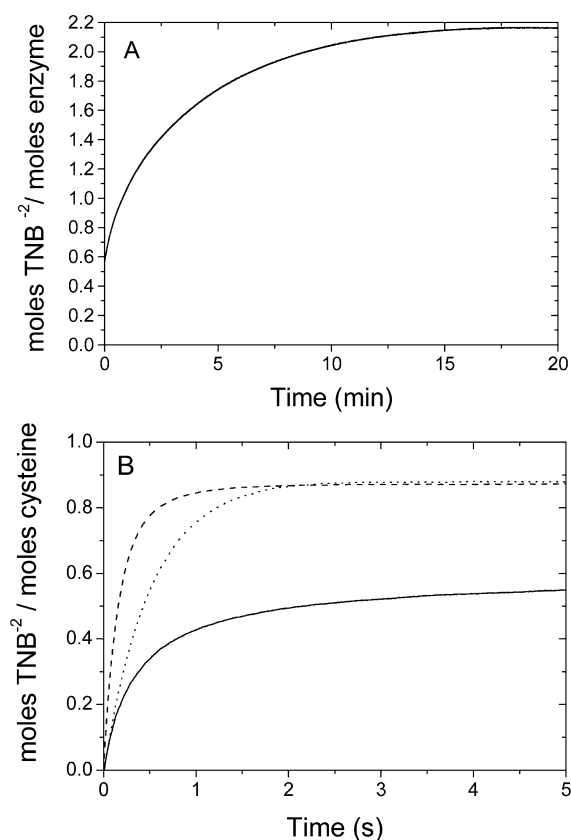 A
2.2
2.0
1.8
1.6
1.4
1.2
1.0
0.8
0.6
0.4
0.2
0.0
moles TNB⁻²/ moles enzyme
0 5 10 15 20
Time (min)
B
1.0
0.8
0.6
0.4
0.2
0.0
moles TNB⁻² / moles cysteine
0 1 2 3 4 5
Time (s)